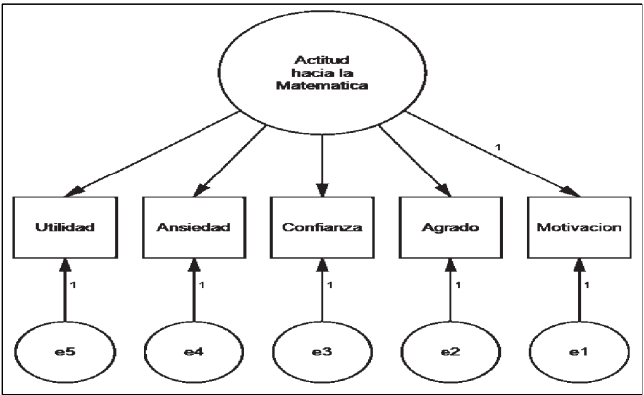 Actitud
hacia la
Matematica
1
Utilidad
Ansiedad
Confianza
Agrado
Motivacion
1
1
1
1
1
e5
e4
e3
e2
e1